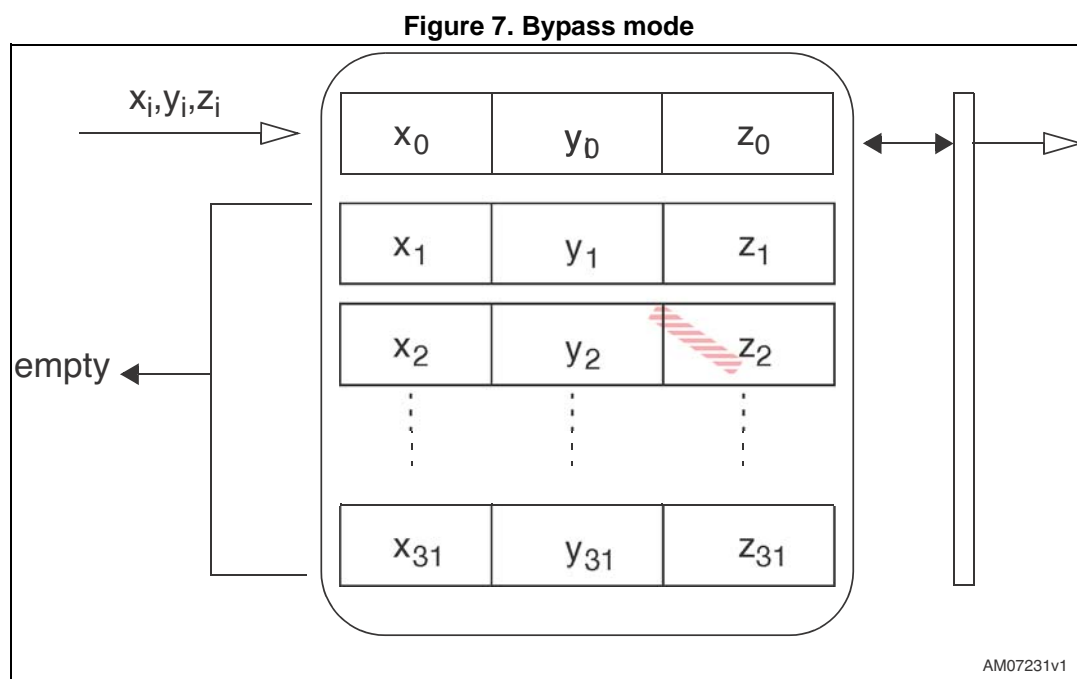 Figure 7. Bypass mode
xᵢ,yᵢ,zᵢ
x₀ y₀ z₀
x₁ y₁ z₁
x₂ y₂ z₂
empty
x₃₁ y₃₁ z₃₁
AM07231v1